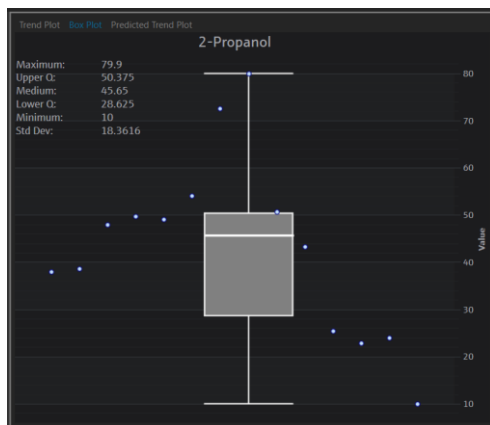 Trend Plot Box Plot Predicted Trend Plot
2-Propanol
Maximum: 79.9
Upper Q: 50.375
Medium: 45.65
Lower Q: 28.625
Minimum: 10
Std Dev: 18.3616
80
70
60
50
40
30
20
10
Value